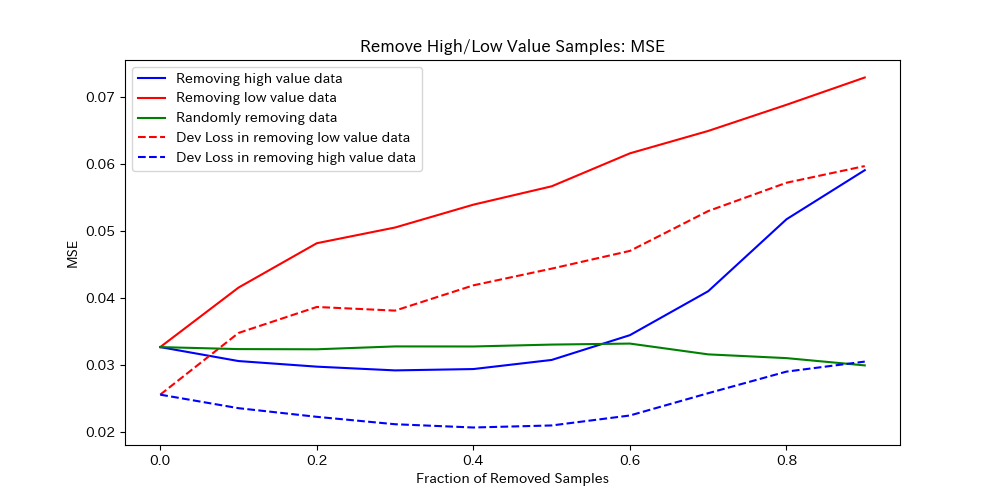 Remove High/Low Value Samples: MSE
Removing high value data
Removing low value data
Randomly removing data
Dev Loss in removing low value data
Dev Loss in removing high value data
MSE
0.07
0.06
0.05
0.04
0.03
0.02
0.0 0.2 0.4 0.6 0.8
Fraction of Removed Samples